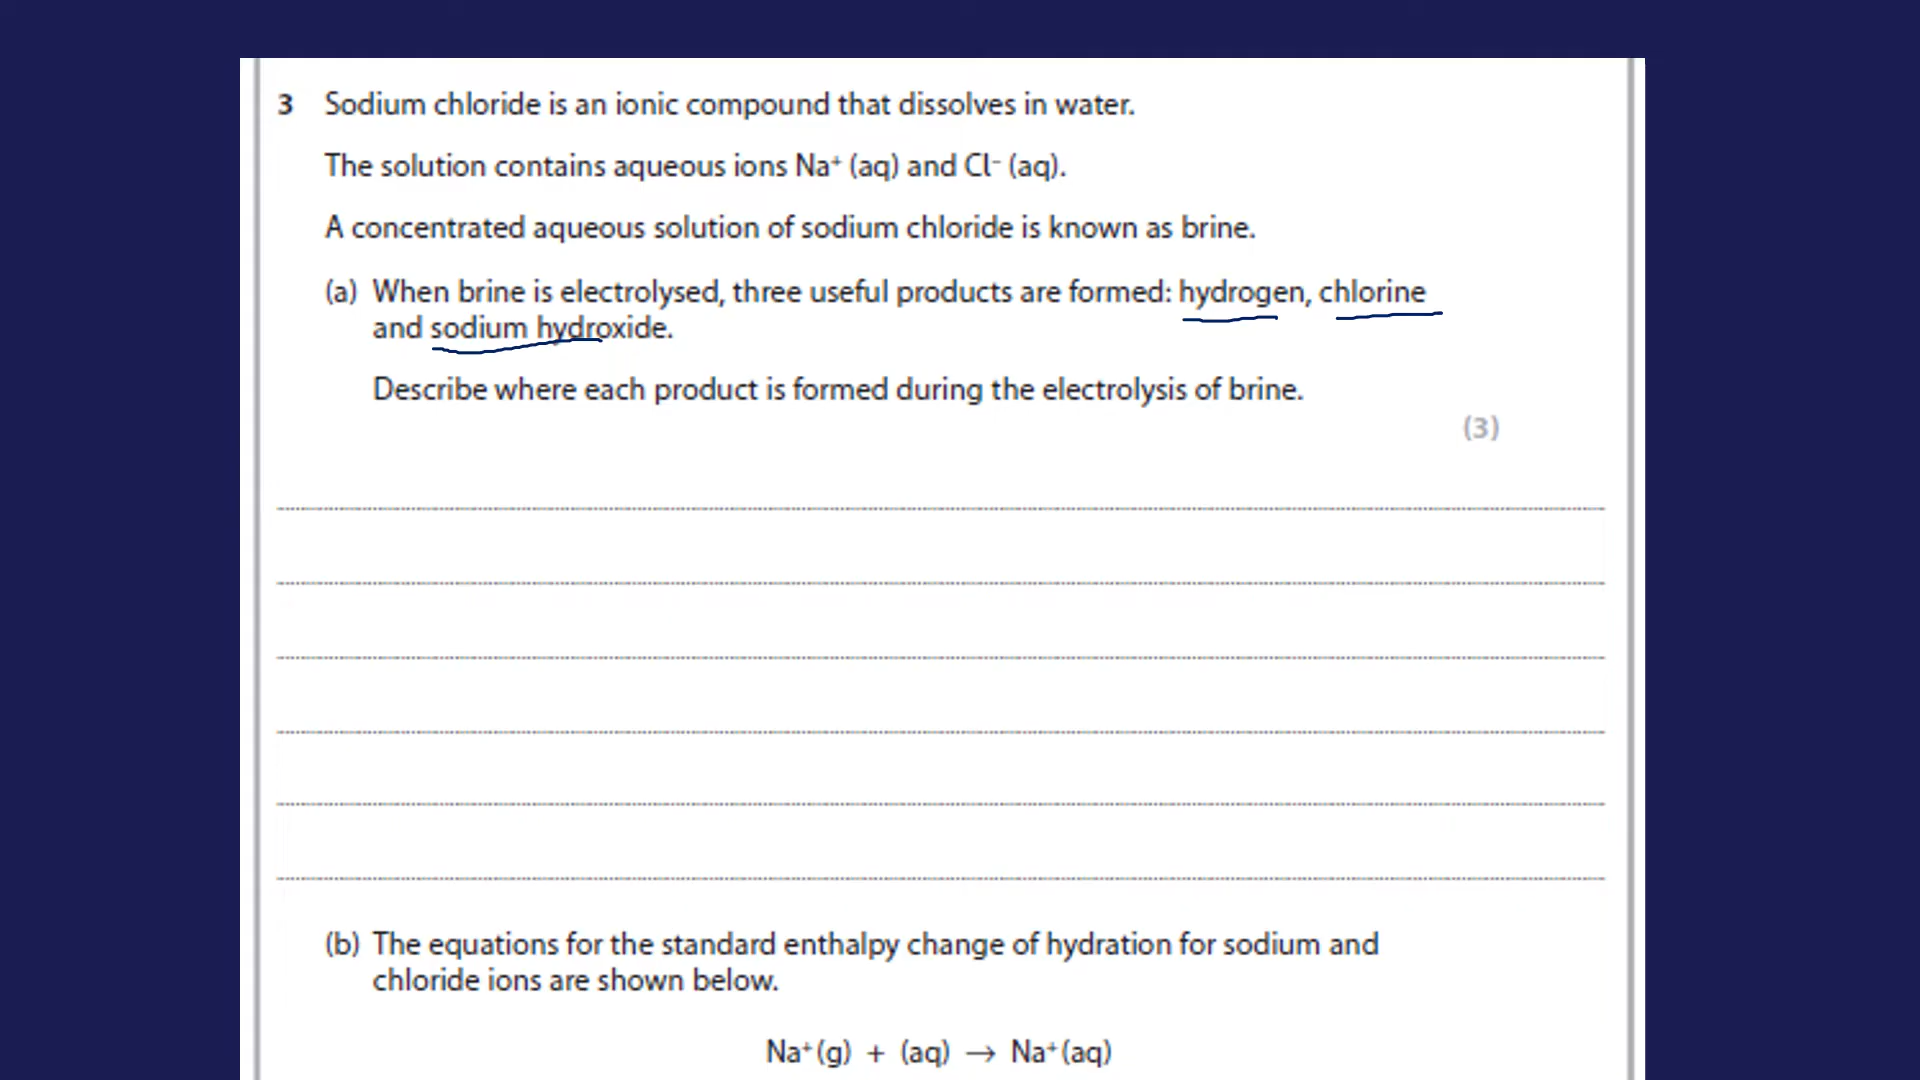 3 Sodium chloride is an ionic compound that dissolves in water.
The solution contains aqueous ions Na⁺ (aq) and Cl⁻ (aq).
A concentrated aqueous solution of sodium chloride is known as brine.
(a) When brine is electrolysed, three useful products are formed: hydrogen, chlorine
and sodium hydroxide.
Describe where each product is formed during the electrolysis of brine.
(3)
(b) The equations for the standard enthalpy change of hydration for sodium and
chloride ions are shown below.
Na⁺(g) + (aq) → Na⁺(aq)